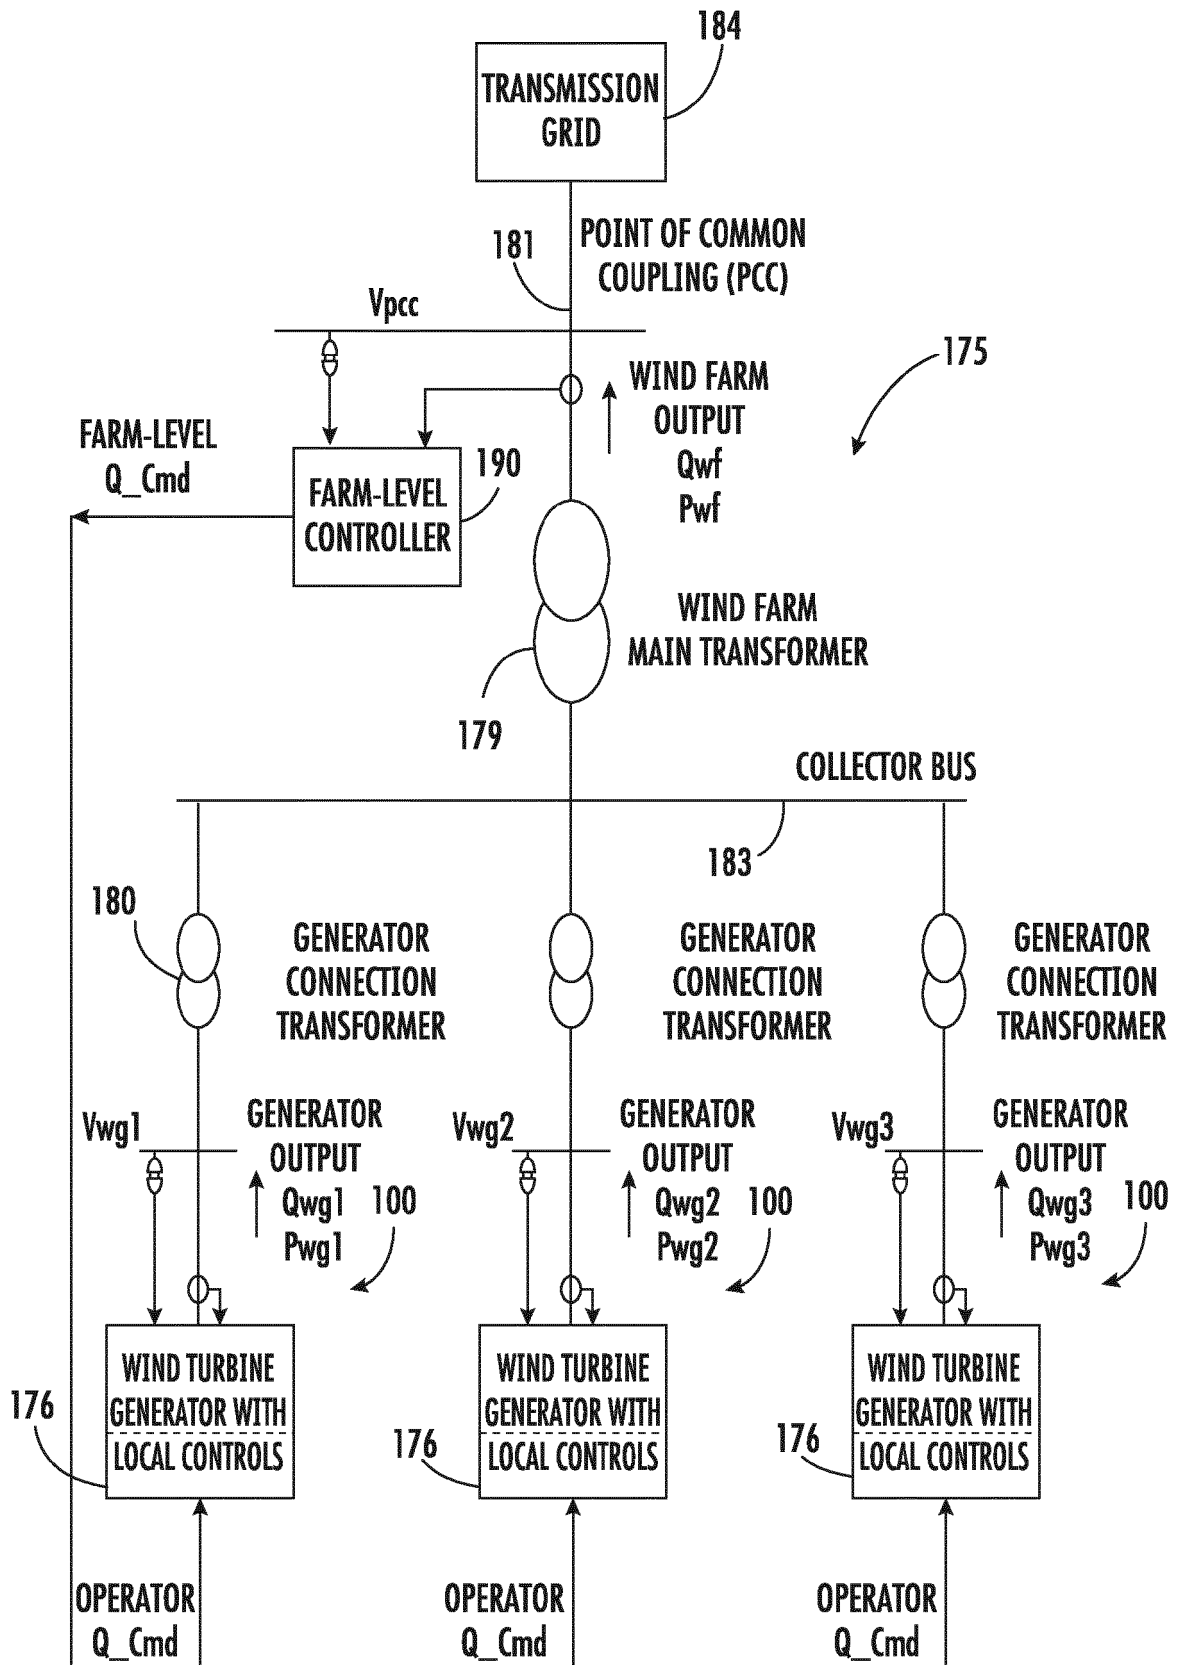 184
TRANSMISSION
GRID
181
POINT OF COMMON
COUPLING (PCC)
Vpcc
175
WIND FARM
OUTPUT
Qwf
Pwf
FARM-LEVEL
Q_Cmd
190
FARM-LEVEL
CONTROLLER
WIND FARM
MAIN TRANSFORMER
179
COLLECTOR BUS
183
180
GENERATOR
CONNECTION
TRANSFORMER
GENERATOR
CONNECTION
TRANSFORMER
GENERATOR
CONNECTION
TRANSFORMER
Vwg1
GENERATOR
OUTPUT
Qwg1
Pwg1
100
Vwg2
GENERATOR
OUTPUT
Qwg2
Pwg2
100
Vwg3
GENERATOR
OUTPUT
Qwg3
Pwg3
100
WIND TURBINE
GENERATOR WITH
LOCAL CONTROLS
176
WIND TURBINE
GENERATOR WITH
LOCAL CONTROLS
176
WIND TURBINE
GENERATOR WITH
LOCAL CONTROLS
176
OPERATOR
Q_Cmd
OPERATOR
Q_Cmd
OPERATOR
Q_Cmd